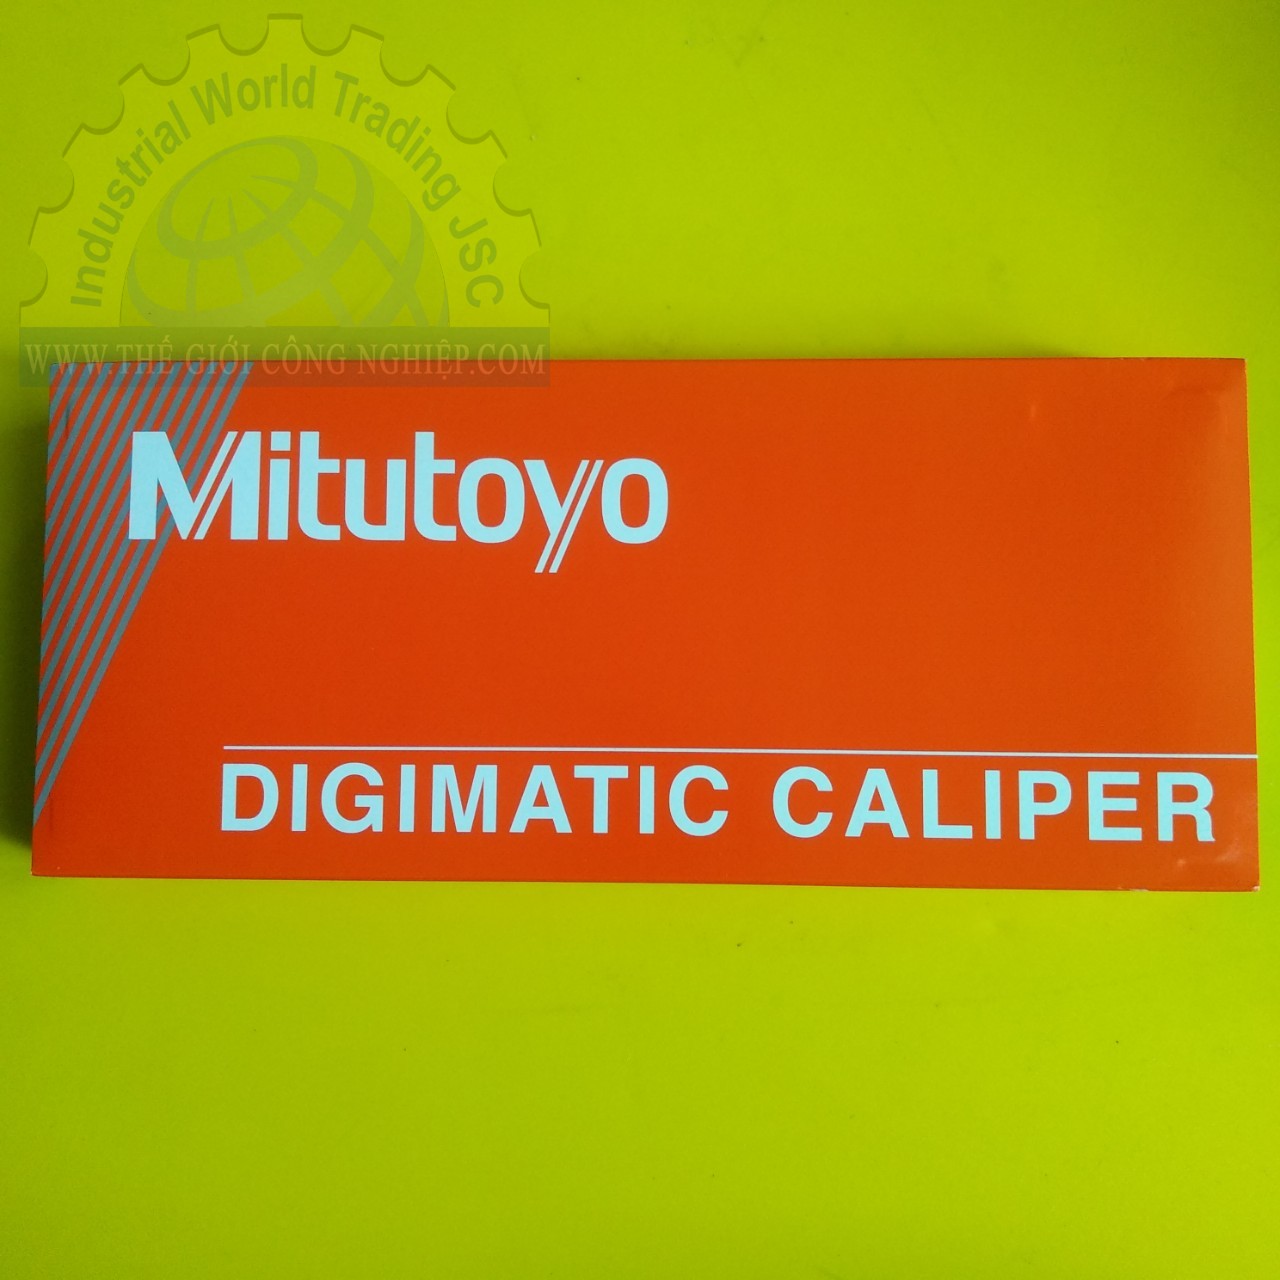 Industrial World Trading JSC
WWW.THẾ GIỚI CÔNG NGHIỆP.COM
Mitutoyo
DIGIMATIC CALIPER